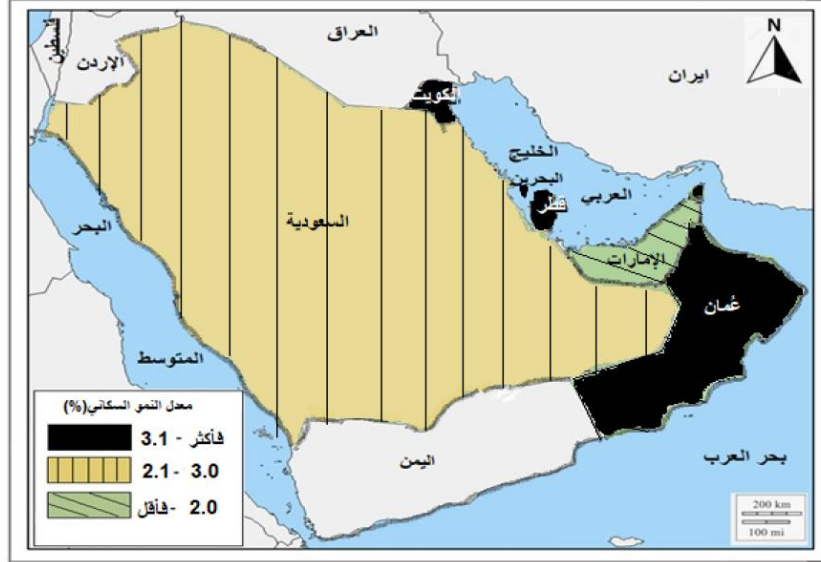 فلسطين
الإردن
العراق
ايران
N
الكويت
الخليج
العربي
البحرين
قطر
السعودية
الإمارات
عُمان
البحر
المتوسط
اليمن
بحر العرب
معدل النمو السكاني(%)
3.1 - فأكثر
2.1 - 3.0
2.0 -فأقل
200 km
100 mi